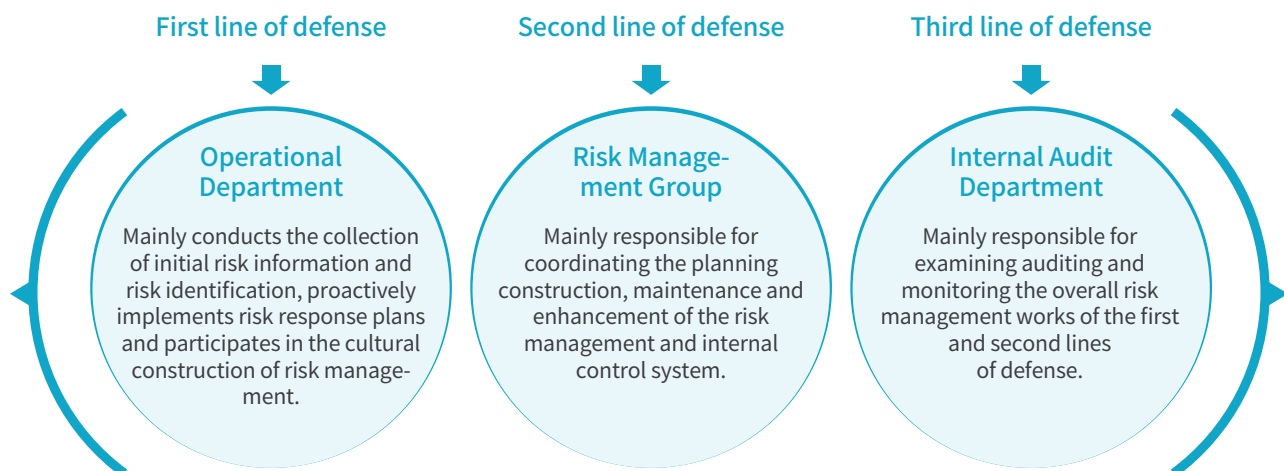 First line of defense
Second line of defense
Third line of defense
Operational
Department
Mainly conducts the collection
of initial risk information and
risk identification, proactively
implements risk response plans
and participates in the cultural
construction of risk manage-
ment.
Risk Manage-
ment Group
Mainly responsible for
coordinating the planning
construction, maintenance and
enhancement of the risk
management and internal
control system.
Internal Audit
Department
Mainly responsible for
examining auditing and
monitoring the overall risk
management works of the first
and second lines
of defense.